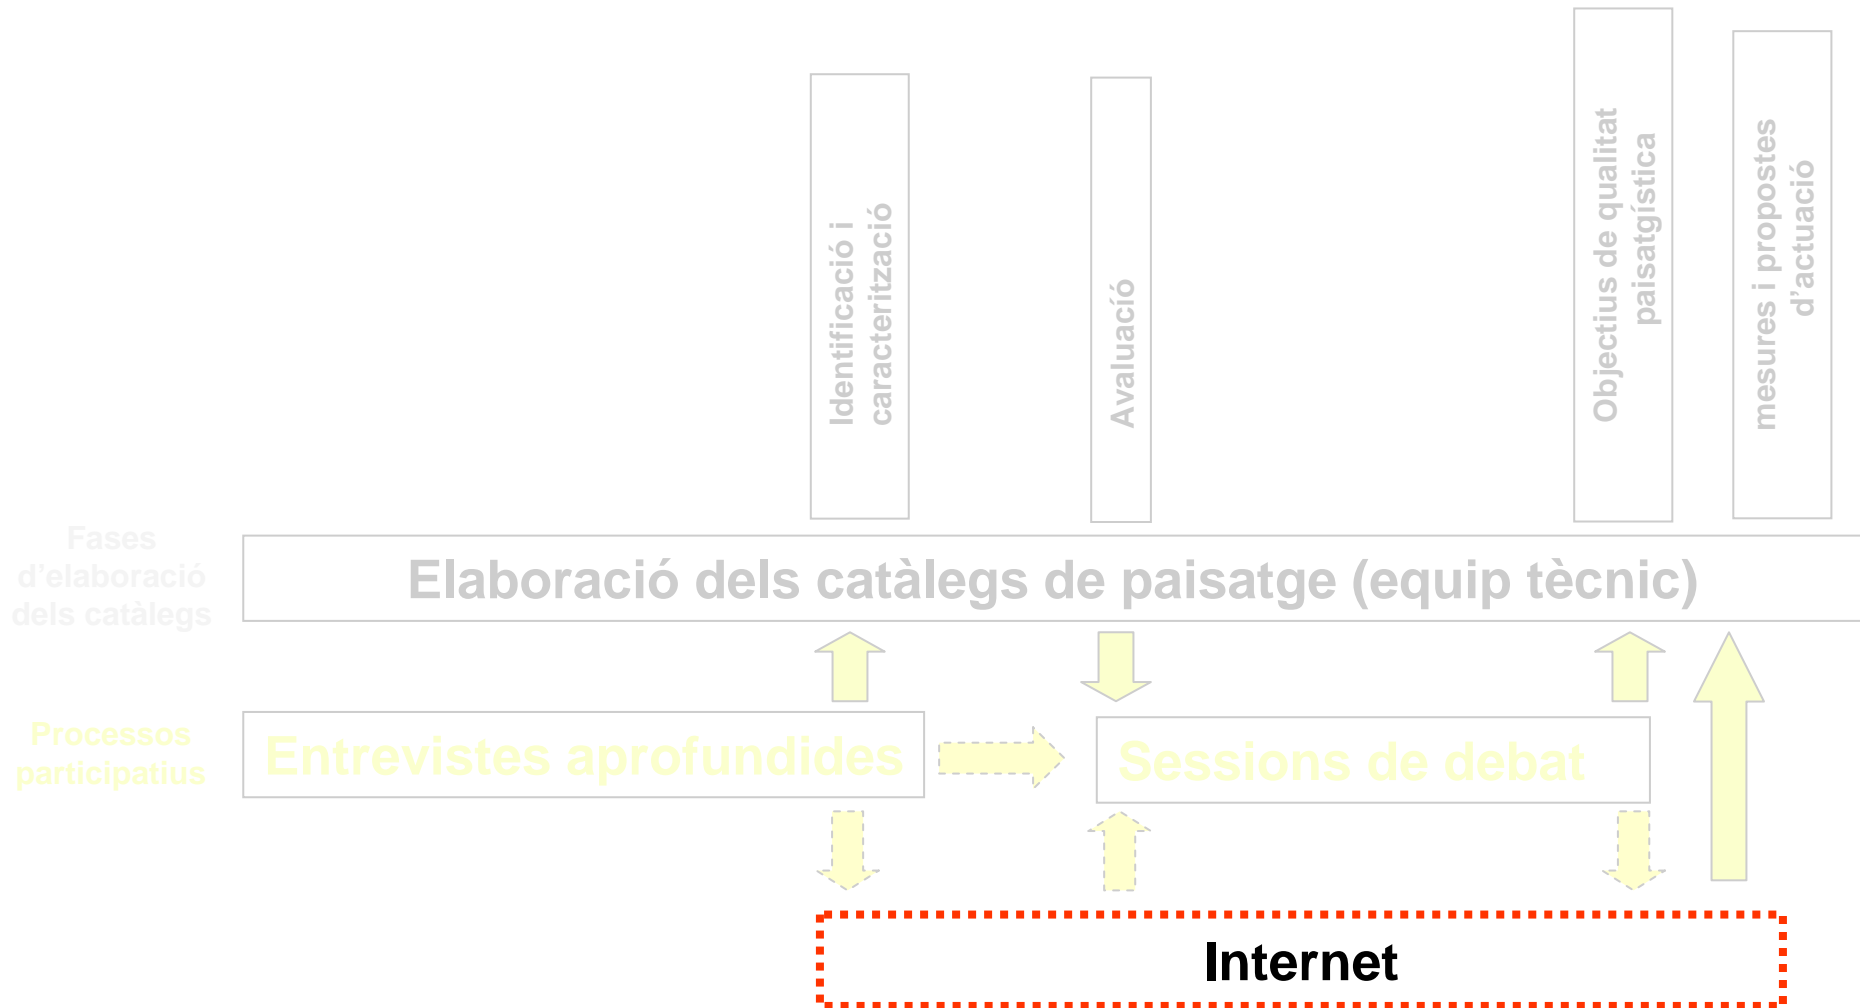 Identificació i
caracterització
Avaluacíó
Objectius de qualitat
paisatgística
mesures i propostes
d’actuació
Fases
d’elaboració
dels catàlegs
Elaboració dels catàlegs de paisatge (equip tècnic)
Processos
participatius
Entrevistes aprofundides
Sessions de debat
Internet